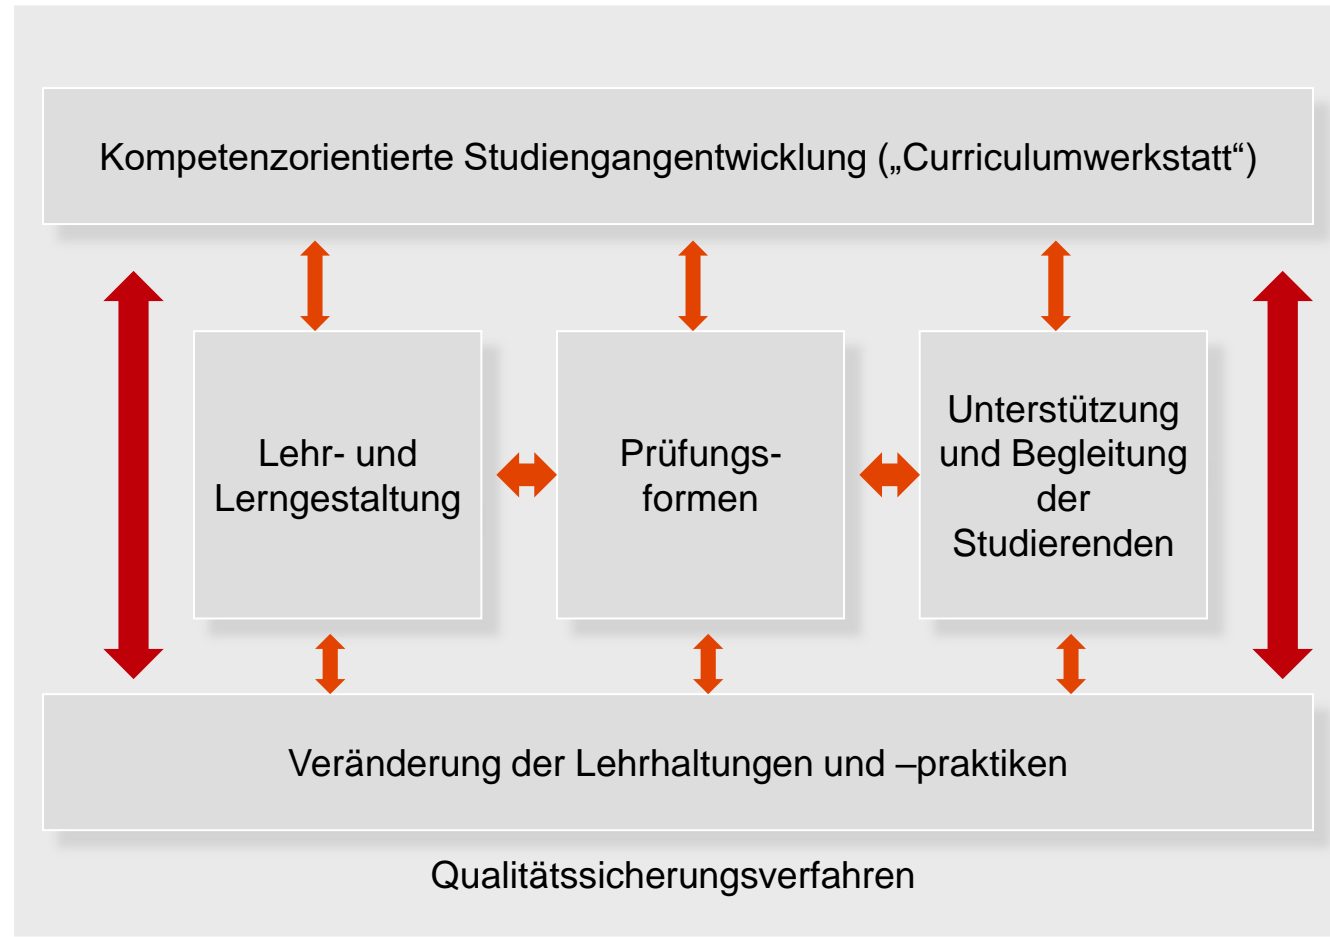 Kompetenzorientierte Studiengangentwicklung („Curriculumwerkstatt“)
Lehr- und
Lerngestaltung
Prüfungs-
formen
Unterstützung
und Begleitung
der
Studierenden
Veränderung der Lehrhaltungen und –praktiken
Qualitätssicherungsverfahren